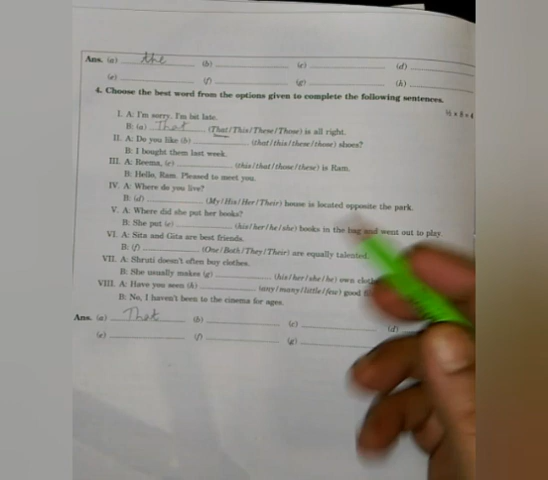 Ans. (a) the (b) (c) (d)
(e) (f) (g) (h)
4. Choose the best word from the options given to complete the following sentences.
½ × 8 = 4
I. A: I'm sorry. I'm bit late.
B: (a) That (That/This/These/Those) is all right.
II. A: Do you like (b) (that/this/these/those) shoes?
B: I bought them last week.
III. A: Reema, (c) (this/that/those/these) is Ram.
B: Hello, Ram. Pleased to meet you.
IV. A: Where do you live?
B: (d) (My/His/Her/Their) house is located opposite the park.
V. A: Where did she put her books?
B: She put (e) (his/her/he/she) books in the bag and went out to play.
VI. A: Sita and Gita are best friends.
B: (f) (One/Both/They/Their) are equally talented.
VII. A: Shruti doesn't often buy clothes.
B: She usually makes (g) (his/her/she/he) own
VIII. A: Have you seen (h) (any/many/little/few) good
B: No, I haven't been to the cinema for ages.
Ans. (a) That (b) (c) (d)
(e) (f) (g)